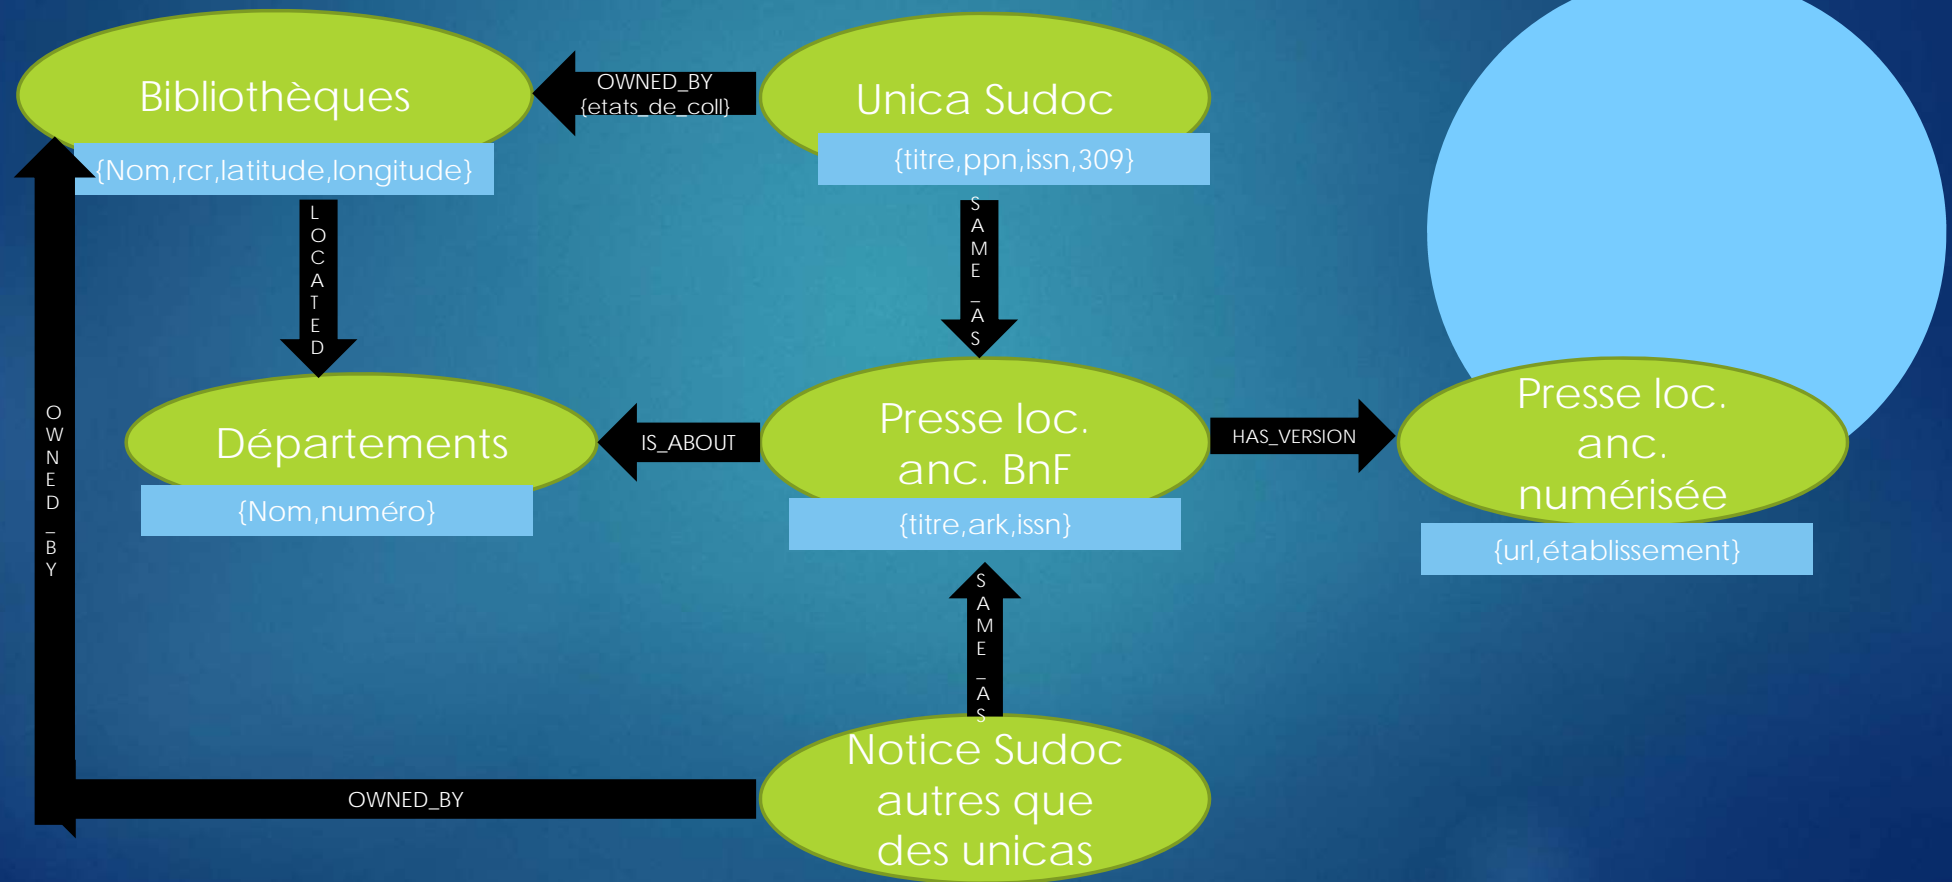 Bibliothèques
OWNED_BY
{etats_de_coll}
Unica Sudoc
{Nom,rcr,latitude,longitude}
{titre,ppn,issn,309}
LOCATED
SAME_AS
Départements
IS_ABOUT
Presse loc.
anc. BnF
HAS_VERSION
Presse loc.
anc.
numérisée
{Nom,numéro}
{titre,ark,issn}
{url,établissement}
OWNED_BY
SAME_AS
Notice Sudoc
autres que
des unicas
OWNED_BY